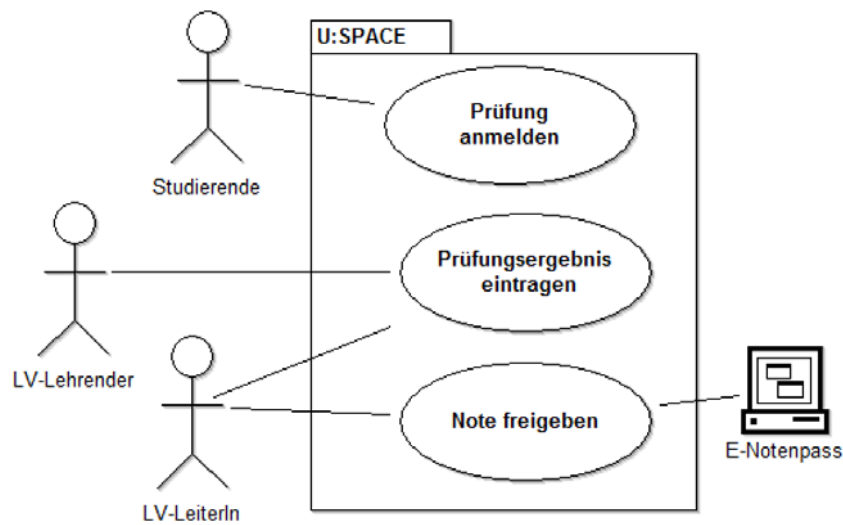 U:SPACE
Prüfung
anmelden
Studierende
Prüfungsergebnis
eintragen
LV-Lehrender
Note freigeben
E-Notenpass
LV-LeiterIn